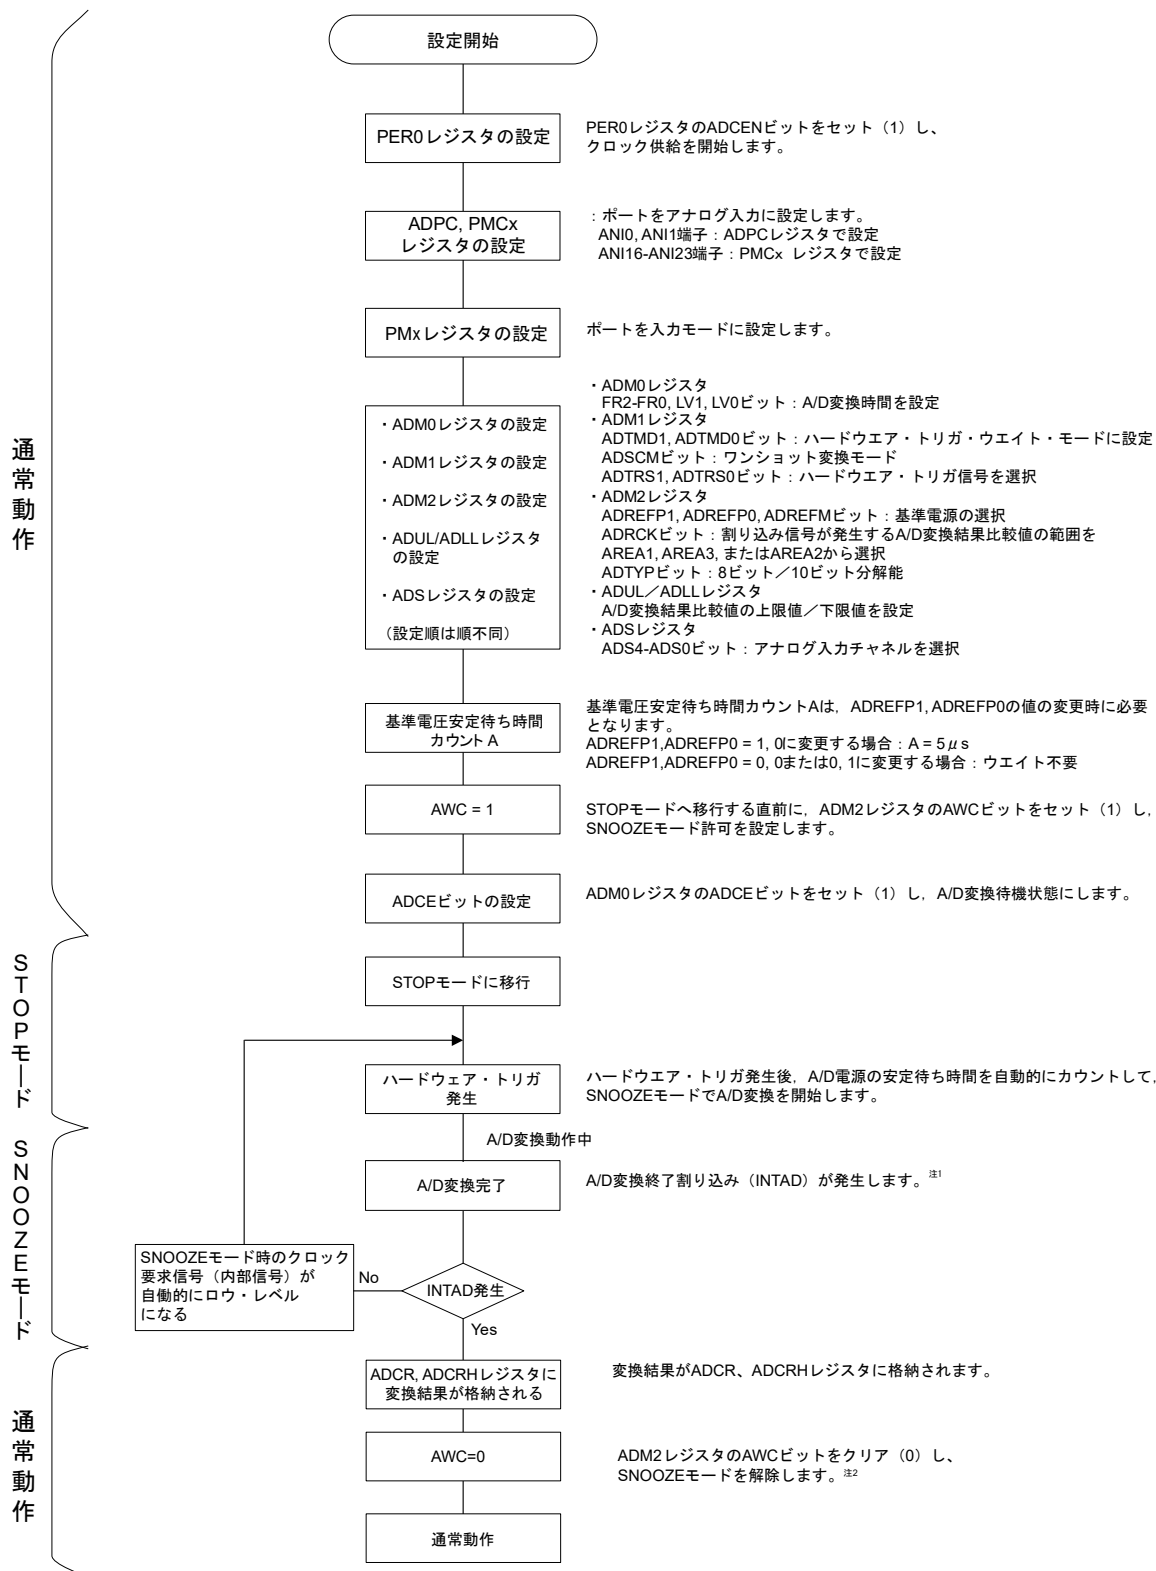 設定開始
PER0レジスタの設定
PER0レジスタのADCENビットをセット（1）し、
クロック供給を開始します。
ADPC, PMCx
レジスタの設定
：ポートをアナログ入力に設定します。
ANI0, ANI1端子：ADPCレジスタで設定
ANI16-ANI23端子：PMCx レジスタで設定
PMxレジスタの設定
ポートを入力モードに設定します。
・ADM0レジスタの設定
・ADM1レジスタの設定
・ADM2レジスタの設定
・ADUL/ADLLレジスタ
の設定
・ADSレジスタの設定
（設定順は順不同）
・ADM0レジスタ
FR2-FR0, LV1, LV0ビット：A/D変換時間を設定
・ADM1レジスタ
ADTMD1, ADTMD0ビット：ハードウエア・トリガ・ウエイト・モードに設定
ADSCMビット：ワンショット変換モード
ADTRS1, ADTRS0ビット：ハードウエア・トリガ信号を選択
・ADM2レジスタ
ADREFP1, ADREFP0, ADREFMビット：基準電源の選択
ADRCKビット：割り込み信号が発生するA/D変換結果比較値の範囲を
AREA1, AREA3, またはAREA2から選択
ADTYPビット：8ビット／10ビット分解能
・ADUL／ADLLレジスタ
A/D変換結果比較値の上限値／下限値を設定
・ADSレジスタ
ADS4-ADS0ビット：アナログ入力チャネルを選択
基準電圧安定待ち時間
カウント A
基準電圧安定待ち時間カウントAは，ADREFP1, ADREFP0の値の変更時に必要
となります。
ADREFP1,ADREFP0 = 1, 0に変更する場合：A = 5μs
ADREFP1,ADREFP0 = 0, 0または0, 1に変更する場合：ウエイト不要
AWC = 1
STOPモードへ移行する直前に，ADM2レジスタのAWCビットをセット（1）し，
SNOOZEモード許可を設定します。
ADCEビットの設定
ADM0レジスタのADCEビットをセット（1）し，A/D変換待機状態にします。
通常動作
STOPモードに移行
ハードウェア・トリガ
発生
ハードウエア・トリガ発生後，A/D電源の安定待ち時間を自動的にカウントして，
SNOOZEモードでA/D変換を開始します。
STOPモード
A/D変換動作中
A/D変換完了
A/D変換終了割り込み（INTAD）が発生します。注1
SNOOZEモード時のクロック
要求信号（内部信号）が
自働的にロウ・レベル
になる
No
INTAD発生
Yes
SNOOZEモード
ADCR, ADCRHレジスタに
変換結果が格納される
変換結果がADCR、ADCRHレジスタに格納されます。
AWC=0
ADM2レジスタのAWCビットをクリア（0）し、
SNOOZEモードを解除します。注2
通常動作
通常動作